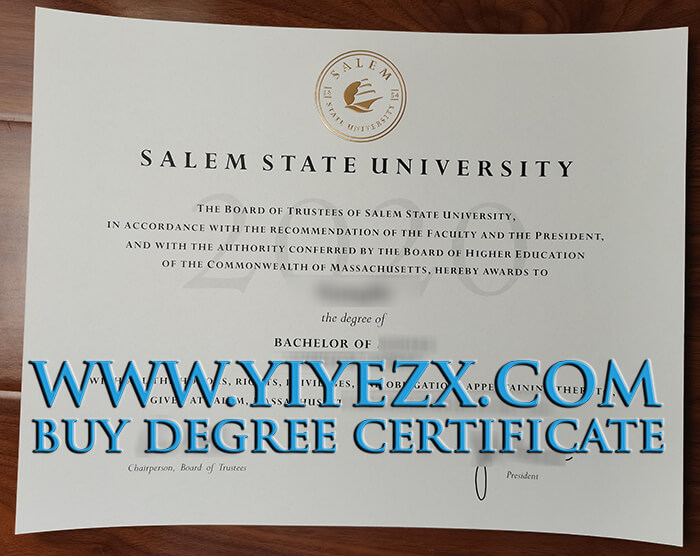 SALEM
STATE UNIVERSITY
SALEM STATE UNIVERSITY
2020
THE BOARD OF TRUSTEES OF SALEM STATE UNIVERSITY,
IN ACCORDANCE WITH THE RECOMMENDATION OF THE FACULTY AND THE PRESIDENT,
AND WITH THE AUTHORITY CONFERRED BY THE BOARD OF HIGHER EDUCATION
OF THE COMMONWEALTH OF MASSACHUSETTS, HEREBY AWARDS TO
the degree of
BACHELOR OF
WWW.YIYEZX.COM
BUY DEGREE CERTIFICATE
Chairperson, Board of Trustees
President